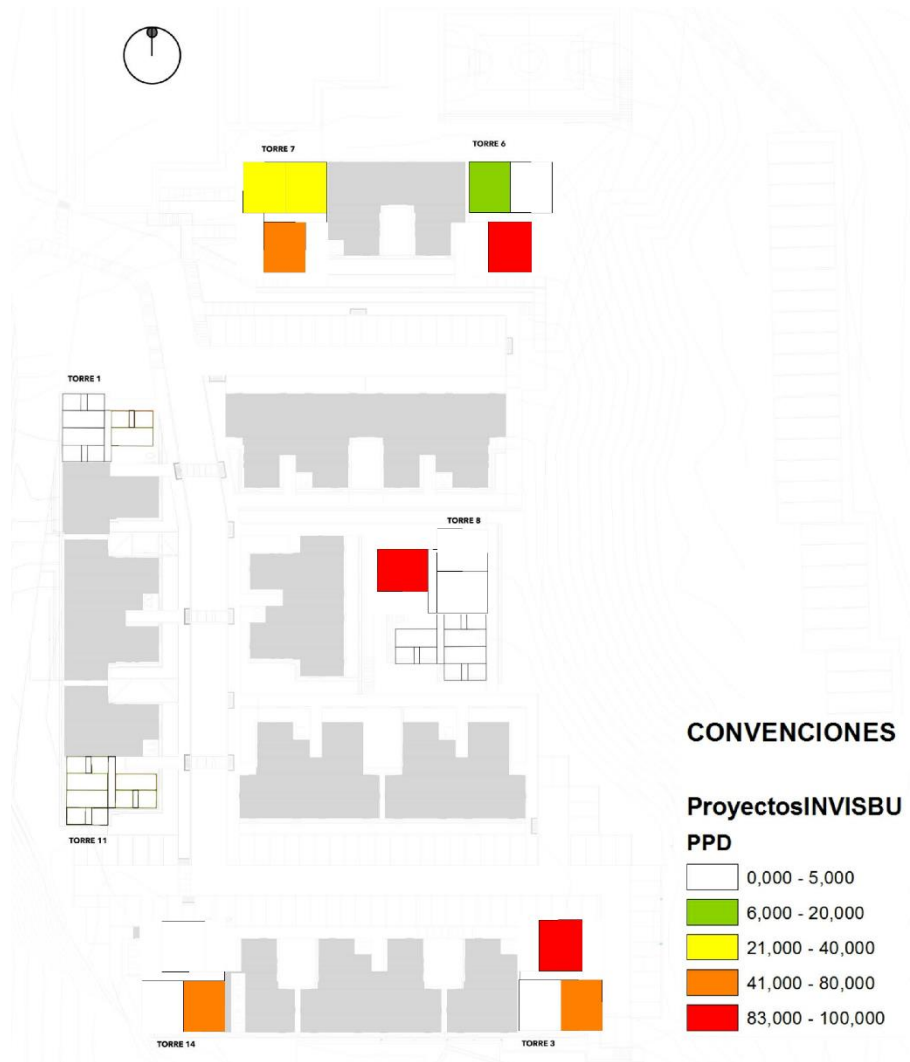 TORRE 7
TORRE 6
TORRE 1
TORRE 8
TORRE 11
TORRE 14
TORRE 3
CONVENCIONES
ProyectosINVISBU
PPD
0,000 - 5,000
6,000 - 20,000
21,000 - 40,000
41,000 - 80,000
83,000 - 100,000